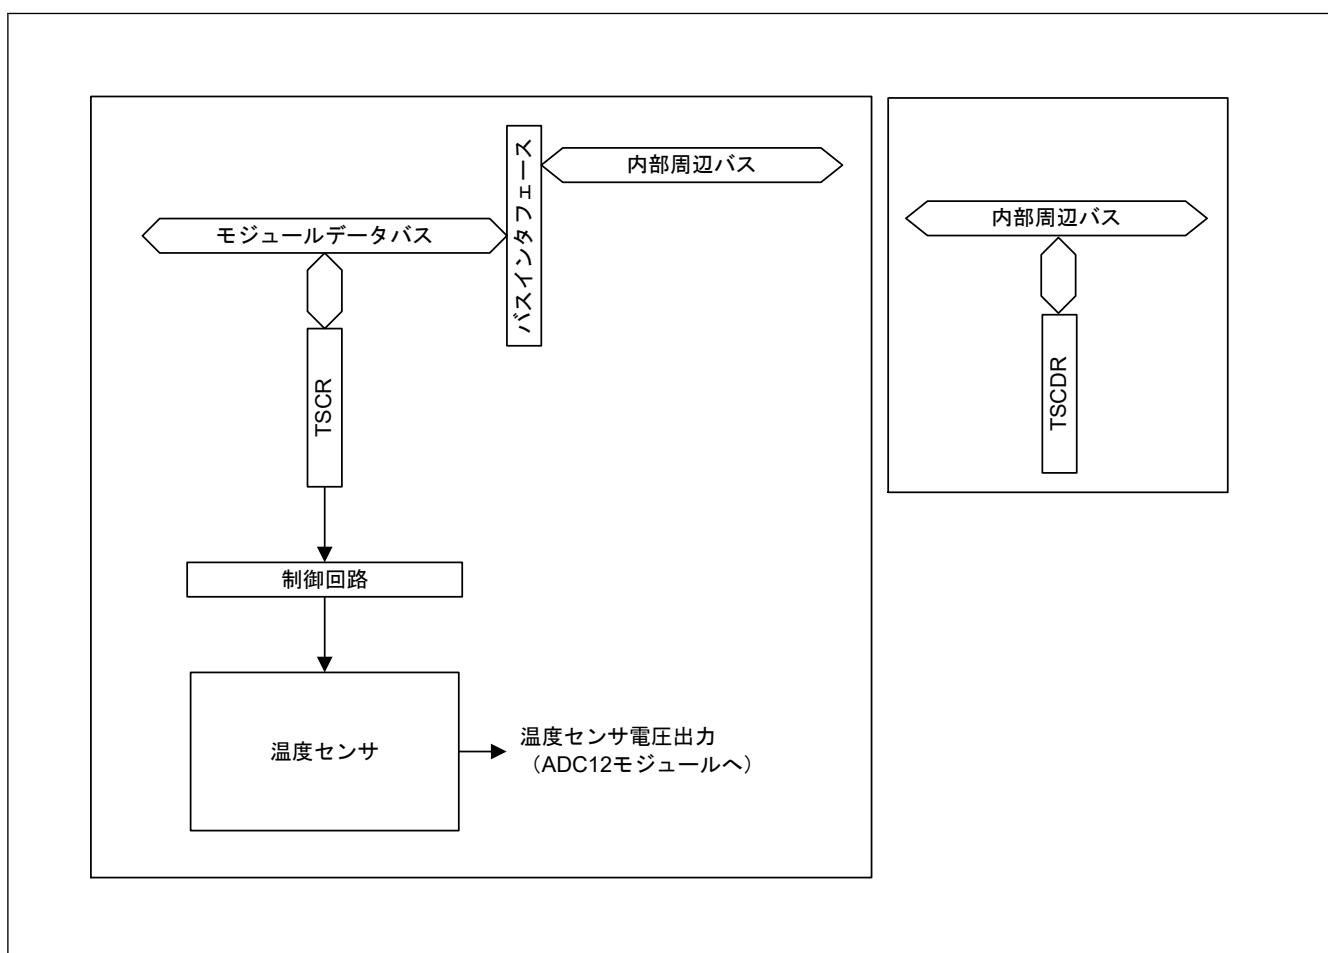 バスインタフェース
内部周辺バス
モジュールデータバス
TSCR
制御回路
温度センサ
温度センサ電圧出力
（ADC12モジュールへ）
内部周辺バス
TSCDR